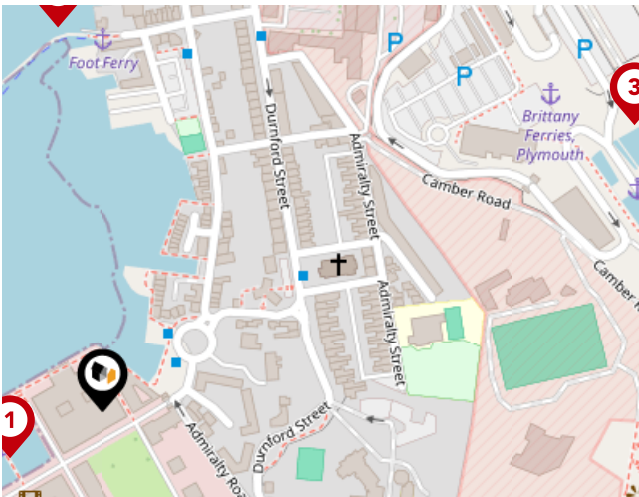 P
Foot Ferry
P
P
3
Brittany
Ferries,
Plymouth
Durnford Street
Admiralty Street
Camber Road
Camber R
Admiralty Street
1
Durnford Street
Admiralty Roa